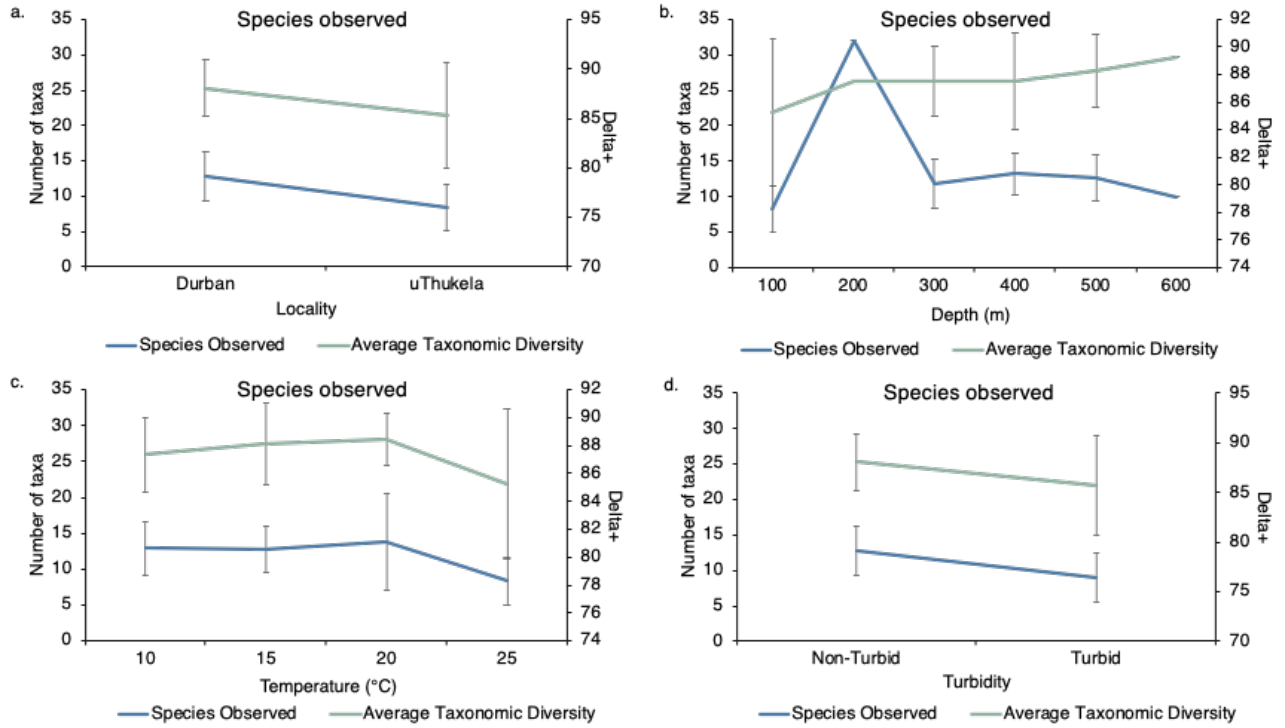 a.
Species observed
35
30
25
20
15
10
5
0
Number of taxa
95
90
85
80
75
70
Delta+
Durban
uThukela
Locality
Species Observed
Average Taxonomic Diversity
b.
Species observed
35
30
25
20
15
10
5
0
Number of taxa
92
90
88
86
84
82
80
78
76
74
Delta+
100
200
300
400
500
600
Depth (m)
Species Observed
Average Taxonomic Diversity
c.
Species observed
35
30
25
20
15
10
5
0
Number of taxa
92
90
88
86
84
82
80
78
76
74
Delta+
10
15
20
25
Temperature (°C)
Species Observed
Average Taxonomic Diversity
d.
Species observed
35
30
25
20
15
10
5
0
Number of taxa
95
90
85
80
75
70
Delta+
Non-Turbid
Turbid
Turbidity
Species Observed
Average Taxonomic Diversity